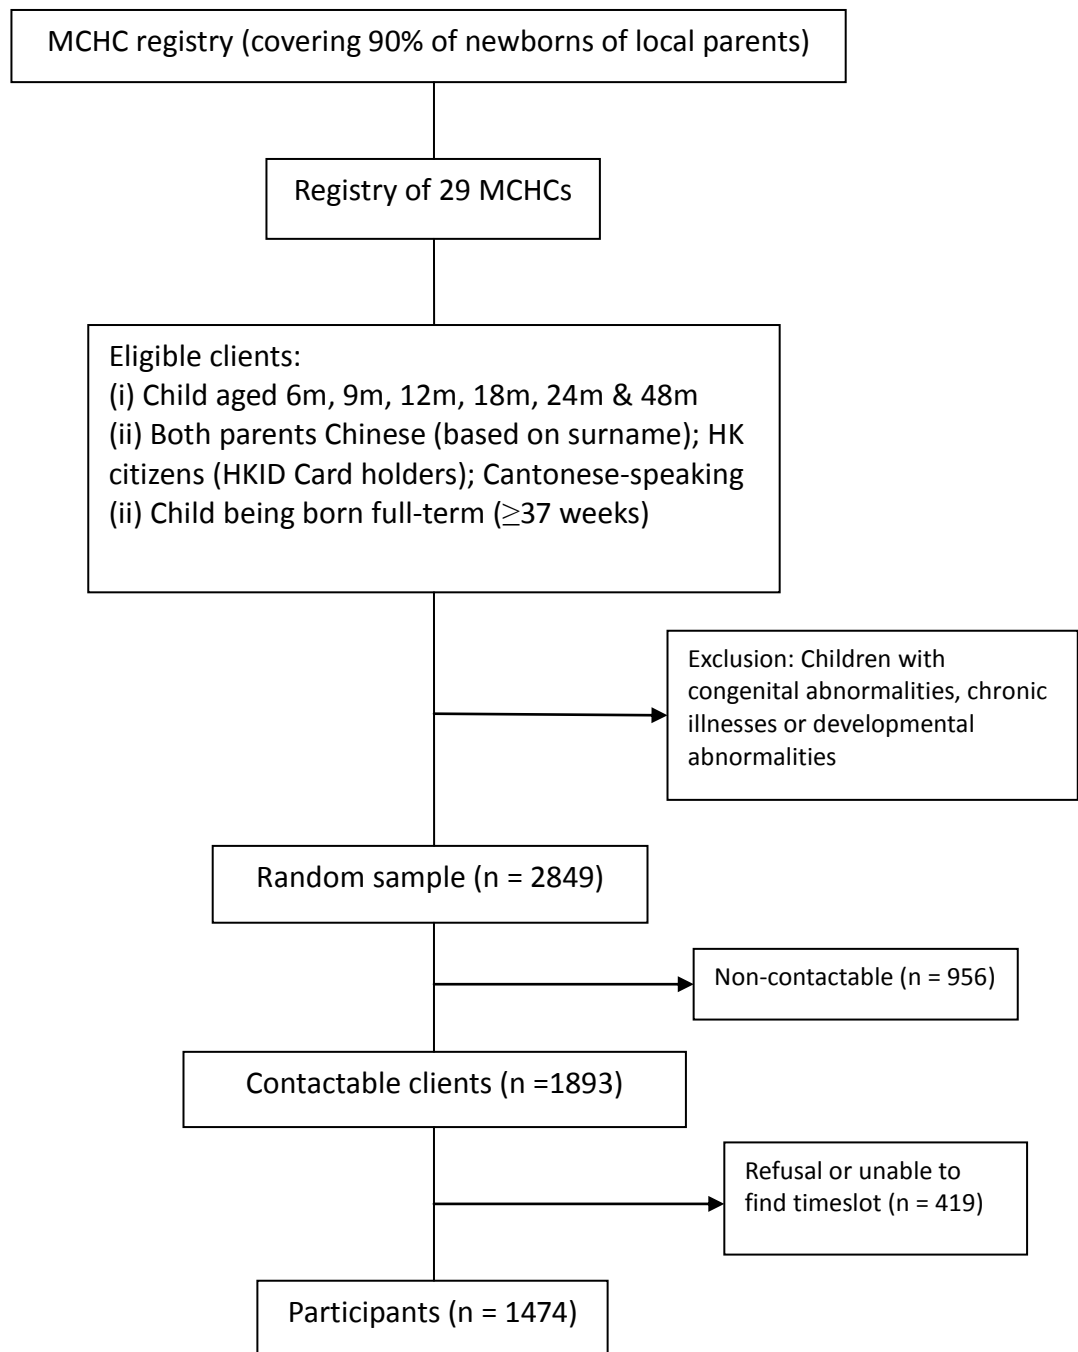 MCHC registry (covering 90% of newborns of local parents)
Registry of 29 MCHCs
Eligible clients:
(i) Child aged 6m, 9m, 12m, 18m, 24m & 48m
(ii) Both parents Chinese (based on surname); HK
citizens (HKID Card holders); Cantonese-speaking
(ii) Child being born full-term (≥37 weeks)
Exclusion: Children with
congenital abnormalities, chronic
illnesses or developmental
abnormalities
Random sample (n = 2849)
Non-contactable (n = 956)
Contactable clients (n =1893)
Refusal or unable to
find timeslot (n = 419)
Participants (n = 1474)